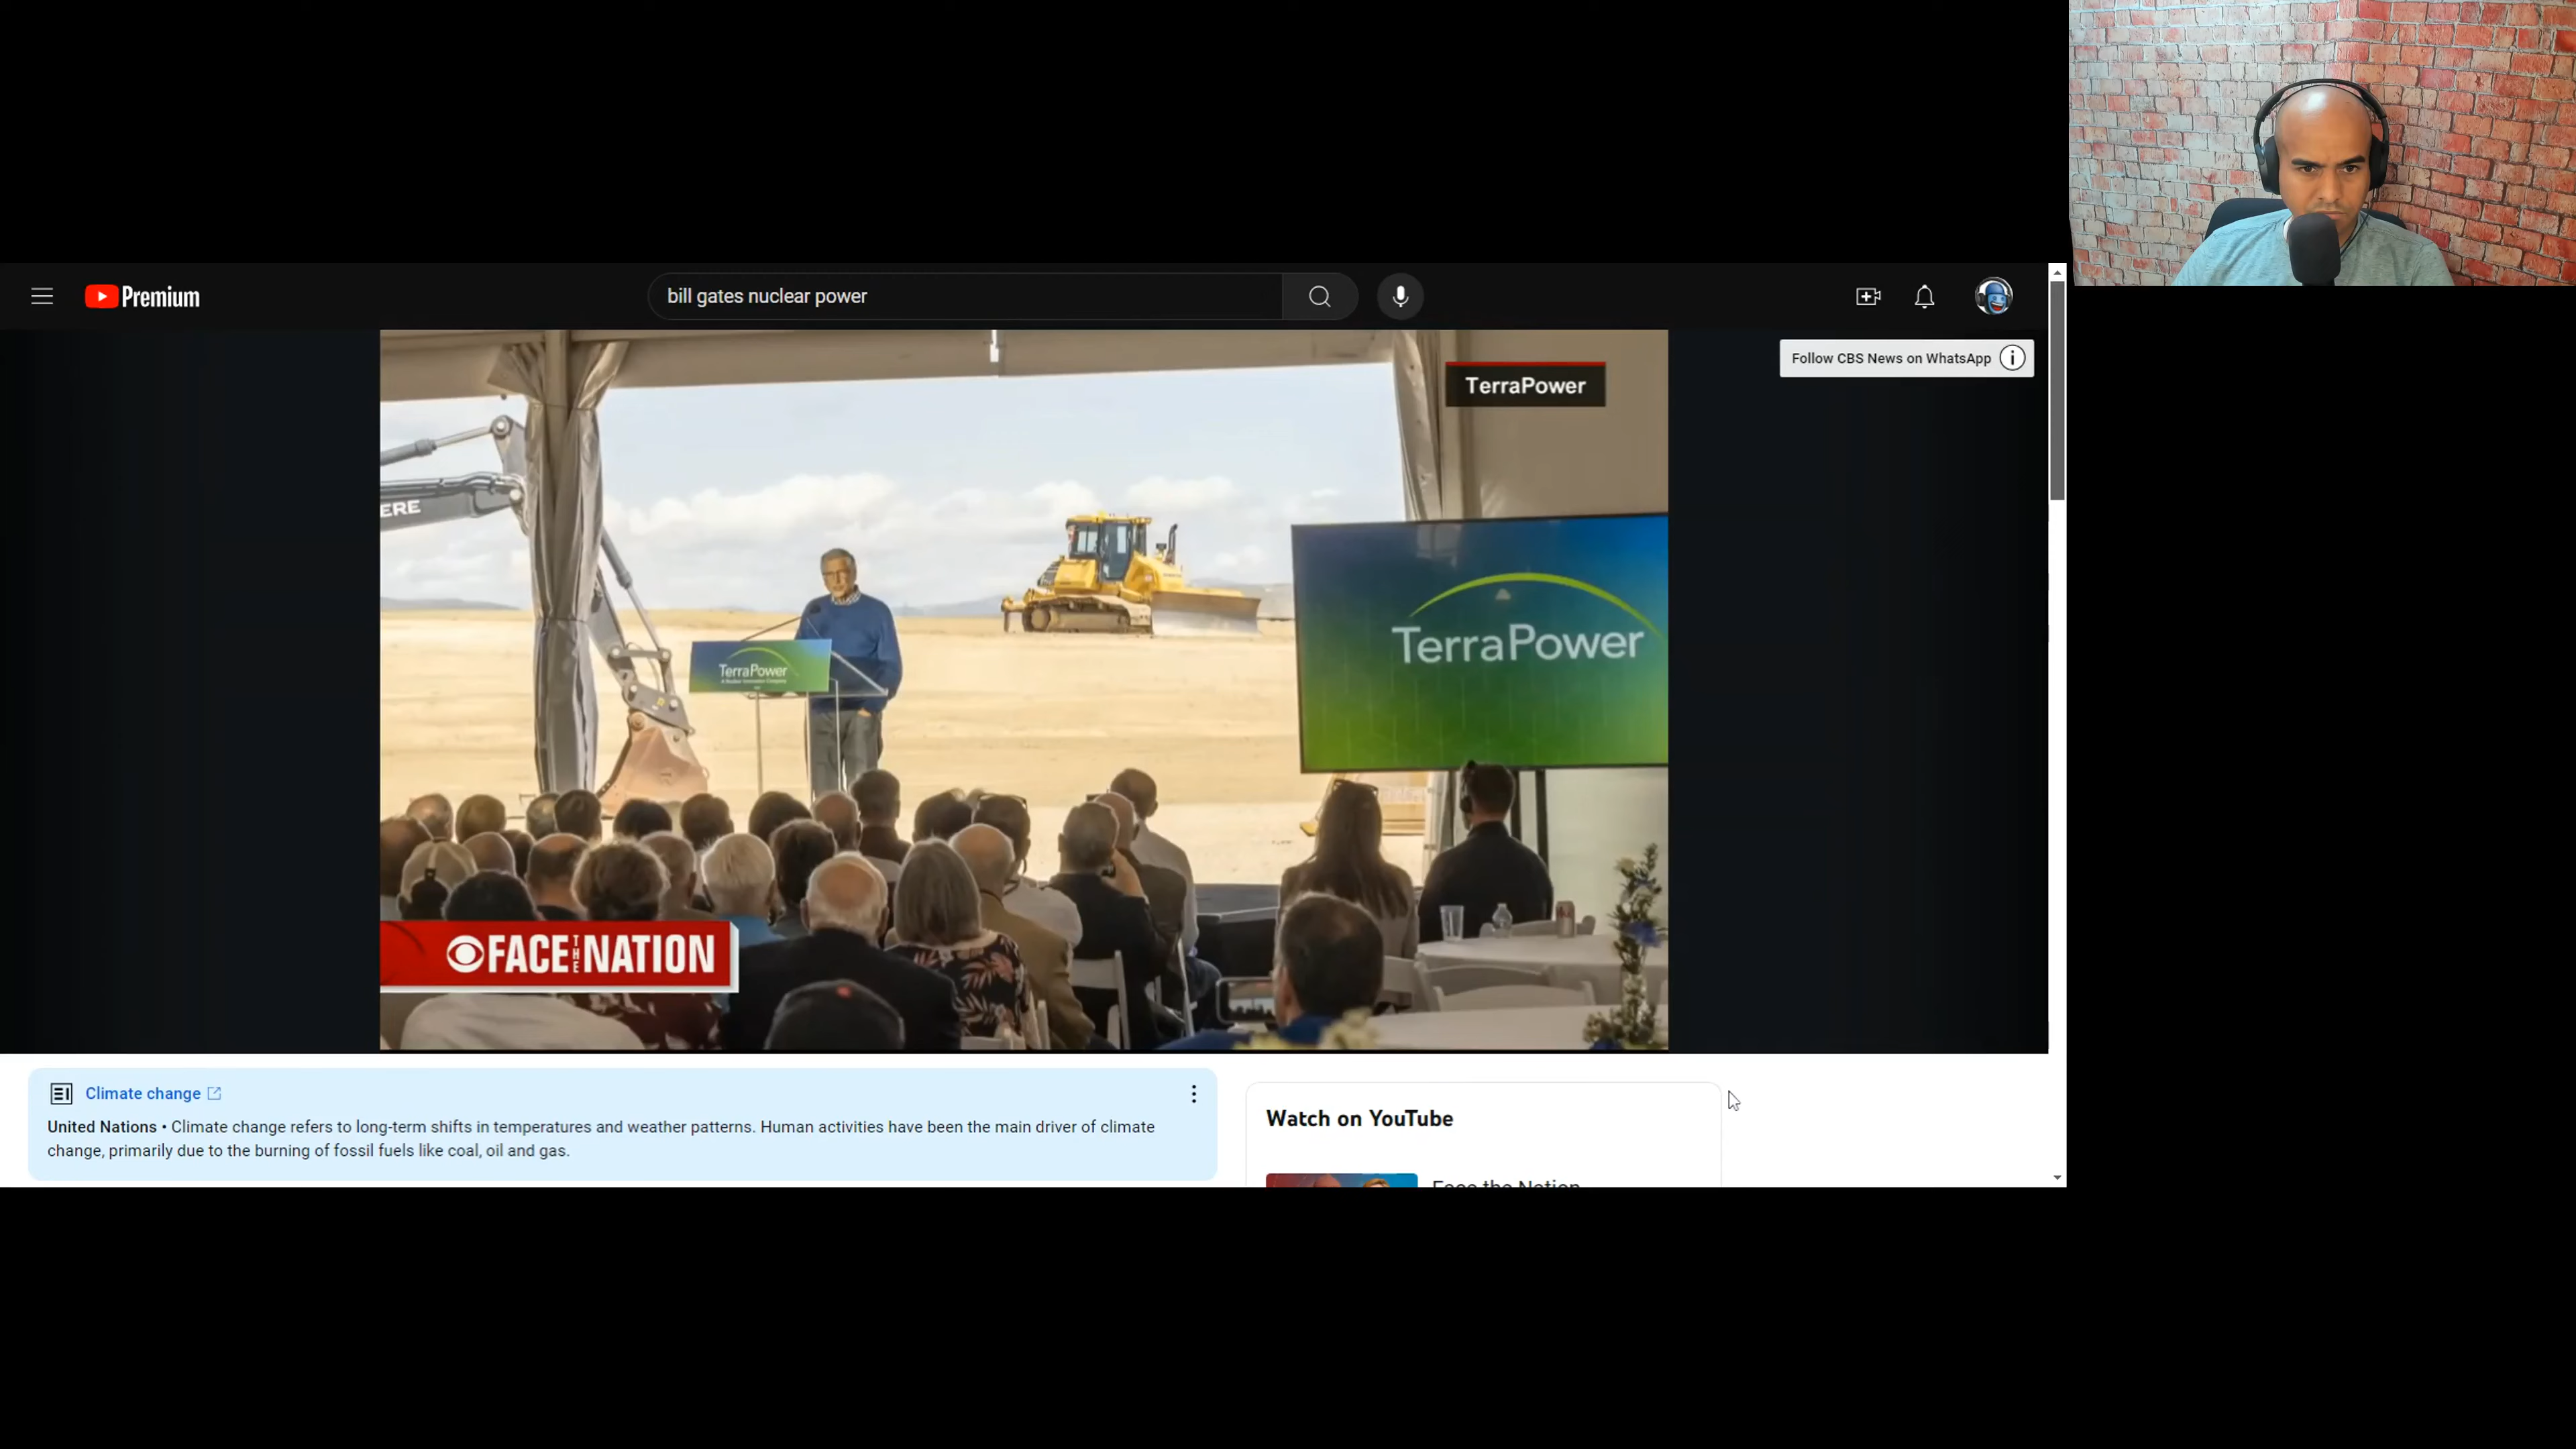 Premium
bill gates nuclear power
Follow CBS News on WhatsApp
TerraPower
ERE
TerraPower
TerraPower
FACE THE NATION
Climate change
United Nations • Climate change refers to long-term shifts in temperatures and weather patterns. Human activities have been the main driver of climate
change, primarily due to the burning of fossil fuels like coal, oil and gas.
Watch on YouTube
Face the Nation